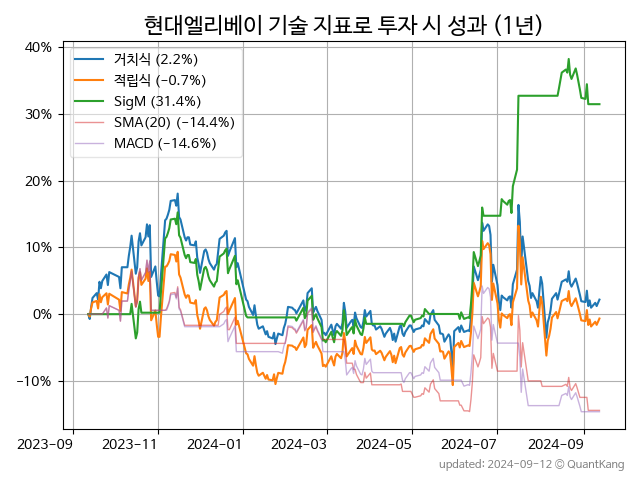 현대엘리베이 기술 지표로 투자 시 성과 (1년)
40%
30%
20%
10%
0%
−10%
거치식 (2.2%)
적립식 (−0.7%)
SigM (31.4%)
SMA(20) (−14.4%)
MACD (−14.6%)
2023-09
2023-11
2024-01
2024-03
2024-05
2024-07
2024-09
updated: 2024-09-12 ⓒ QuantKang